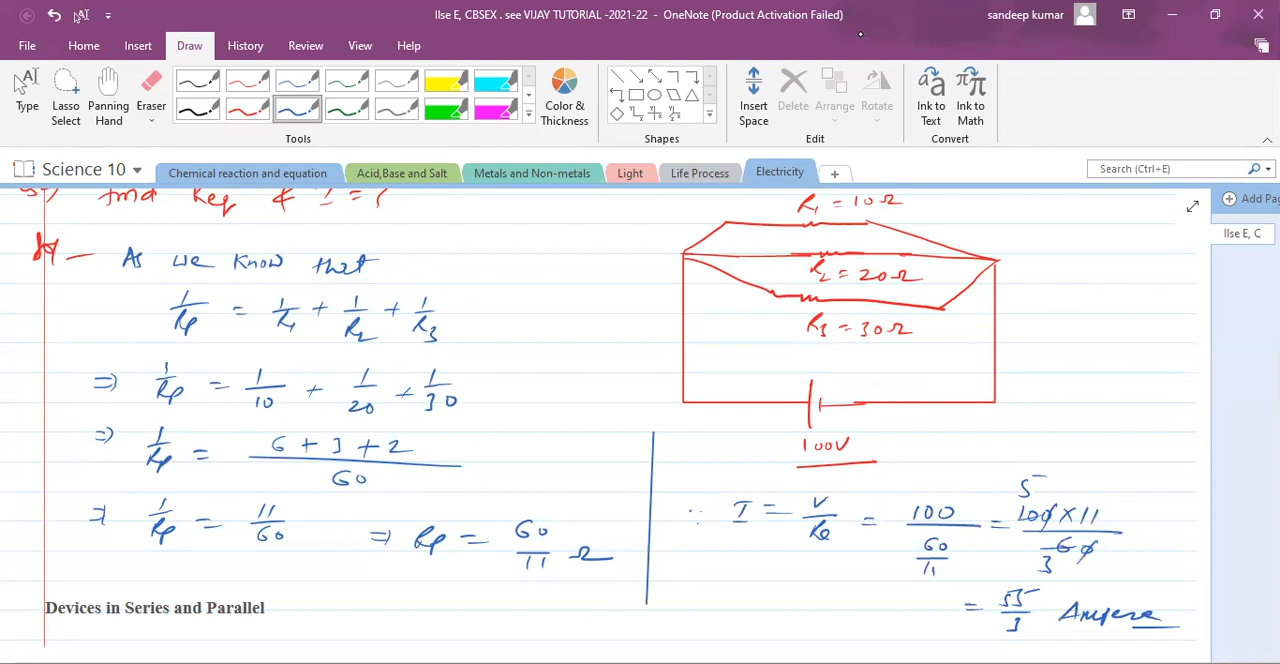 Ilse E, CBSEX . see VIJAY TUTORIAL -2021-22 - OneNote (Product Activation Failed)
sandeep kumar
File Home Insert Draw History Review View Help
Type
Lasso Select
Panning Hand
Eraser
Color & Thickness
Insert Space
Delete
Arrange
Rotate
Ink to Text
Ink to Math
Tools
Shapes
Edit
Convert
Science 10
Chemical reaction and equation
Acid,Base and Salt
Metals and Non-metals
Light
Life Process
Electricity
Search (Ctrl+E)
Add Pag
Ilse E, C
find Req & I = ?
As we know that
1/Rp = 1/R1 + 1/R2 + 1/R3
⇒ 1/Rp = 1/10 + 1/20 + 1/30
⇒ 1/Rp = 6 + 3 + 2 / 60
⇒ 1/Rp = 11/60 ⇒ Rp = 60/11 Ω
R1 = 10Ω
R2 = 20Ω
R3 = 30Ω
100V
∵ I = V/Re = 100 / 60/11 = 100 × 11 / 60
5
3
= 55/3 Ampere
Devices in Series and Parallel